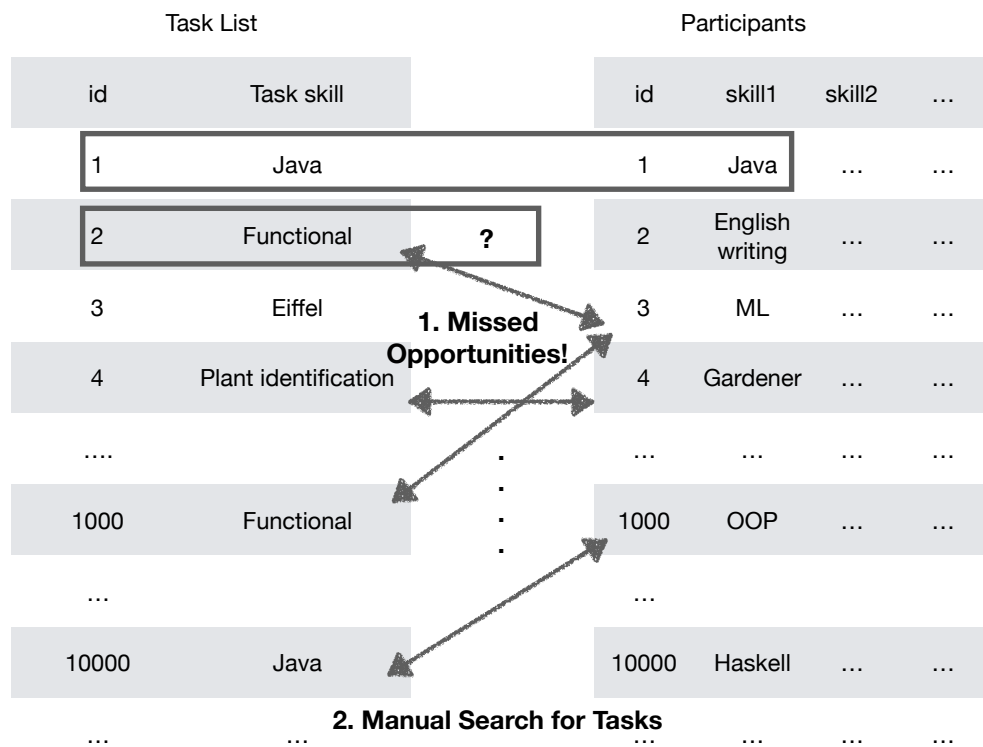 Task List Participants
id Task skill id skill1 skill2 ...
1 Java 1 Java ... ...
2 Functional ? 2 English writing ... ...
3 Eiffel 3 ML ... ...
1. Missed
Opportunities!
4 Plant identification 4 Gardener ... ...
.... ... ... ... ...
1000 Functional 1000 OOP ... ...
... ...
10000 Java 10000 Haskell ... ...
2. Manual Search for Tasks
... ... ... ... ... ...